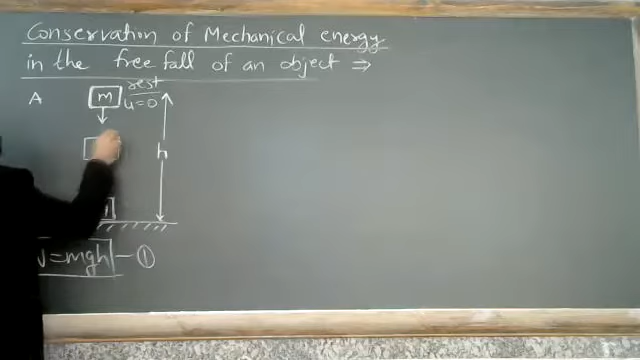 Conservation of Mechanical energy
in the free fall of an object ⇒
rest
A m u=0
h
= mgh — ①